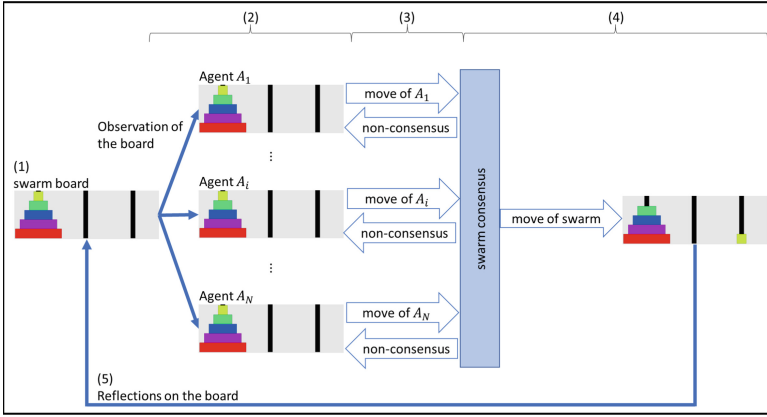 (2)
(3)
(4)
Agent A₁
move of A₁
non-consensus
Observation of
the board
⋮
(1)
swarm board
Agent Aᵢ
move of Aᵢ
non-consensus
swarm consensus
move of swarm
⋮
Agent A_N
move of A_N
non-consensus
(5)
Reflections on the board